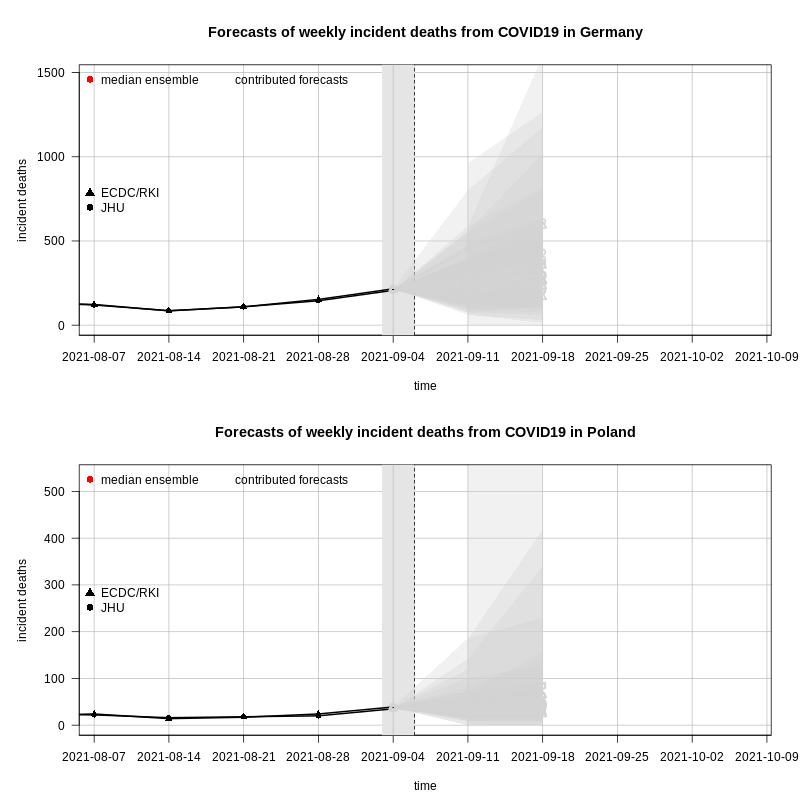 Forecasts of weekly incident deaths from COVID19 in Germany
incident deaths
1500
1000
500
0
median ensemble contributed forecasts
ECDC/RKI
JHU
2021-08-07 2021-08-14 2021-08-21 2021-08-28 2021-09-04 2021-09-11 2021-09-18 2021-09-25 2021-10-02 2021-10-09
time
Forecasts of weekly incident deaths from COVID19 in Poland
incident deaths
500
400
300
200
100
0
median ensemble contributed forecasts
ECDC/RKI
JHU
2021-08-07 2021-08-14 2021-08-21 2021-08-28 2021-09-04 2021-09-11 2021-09-18 2021-09-25 2021-10-02 2021-10-09
time